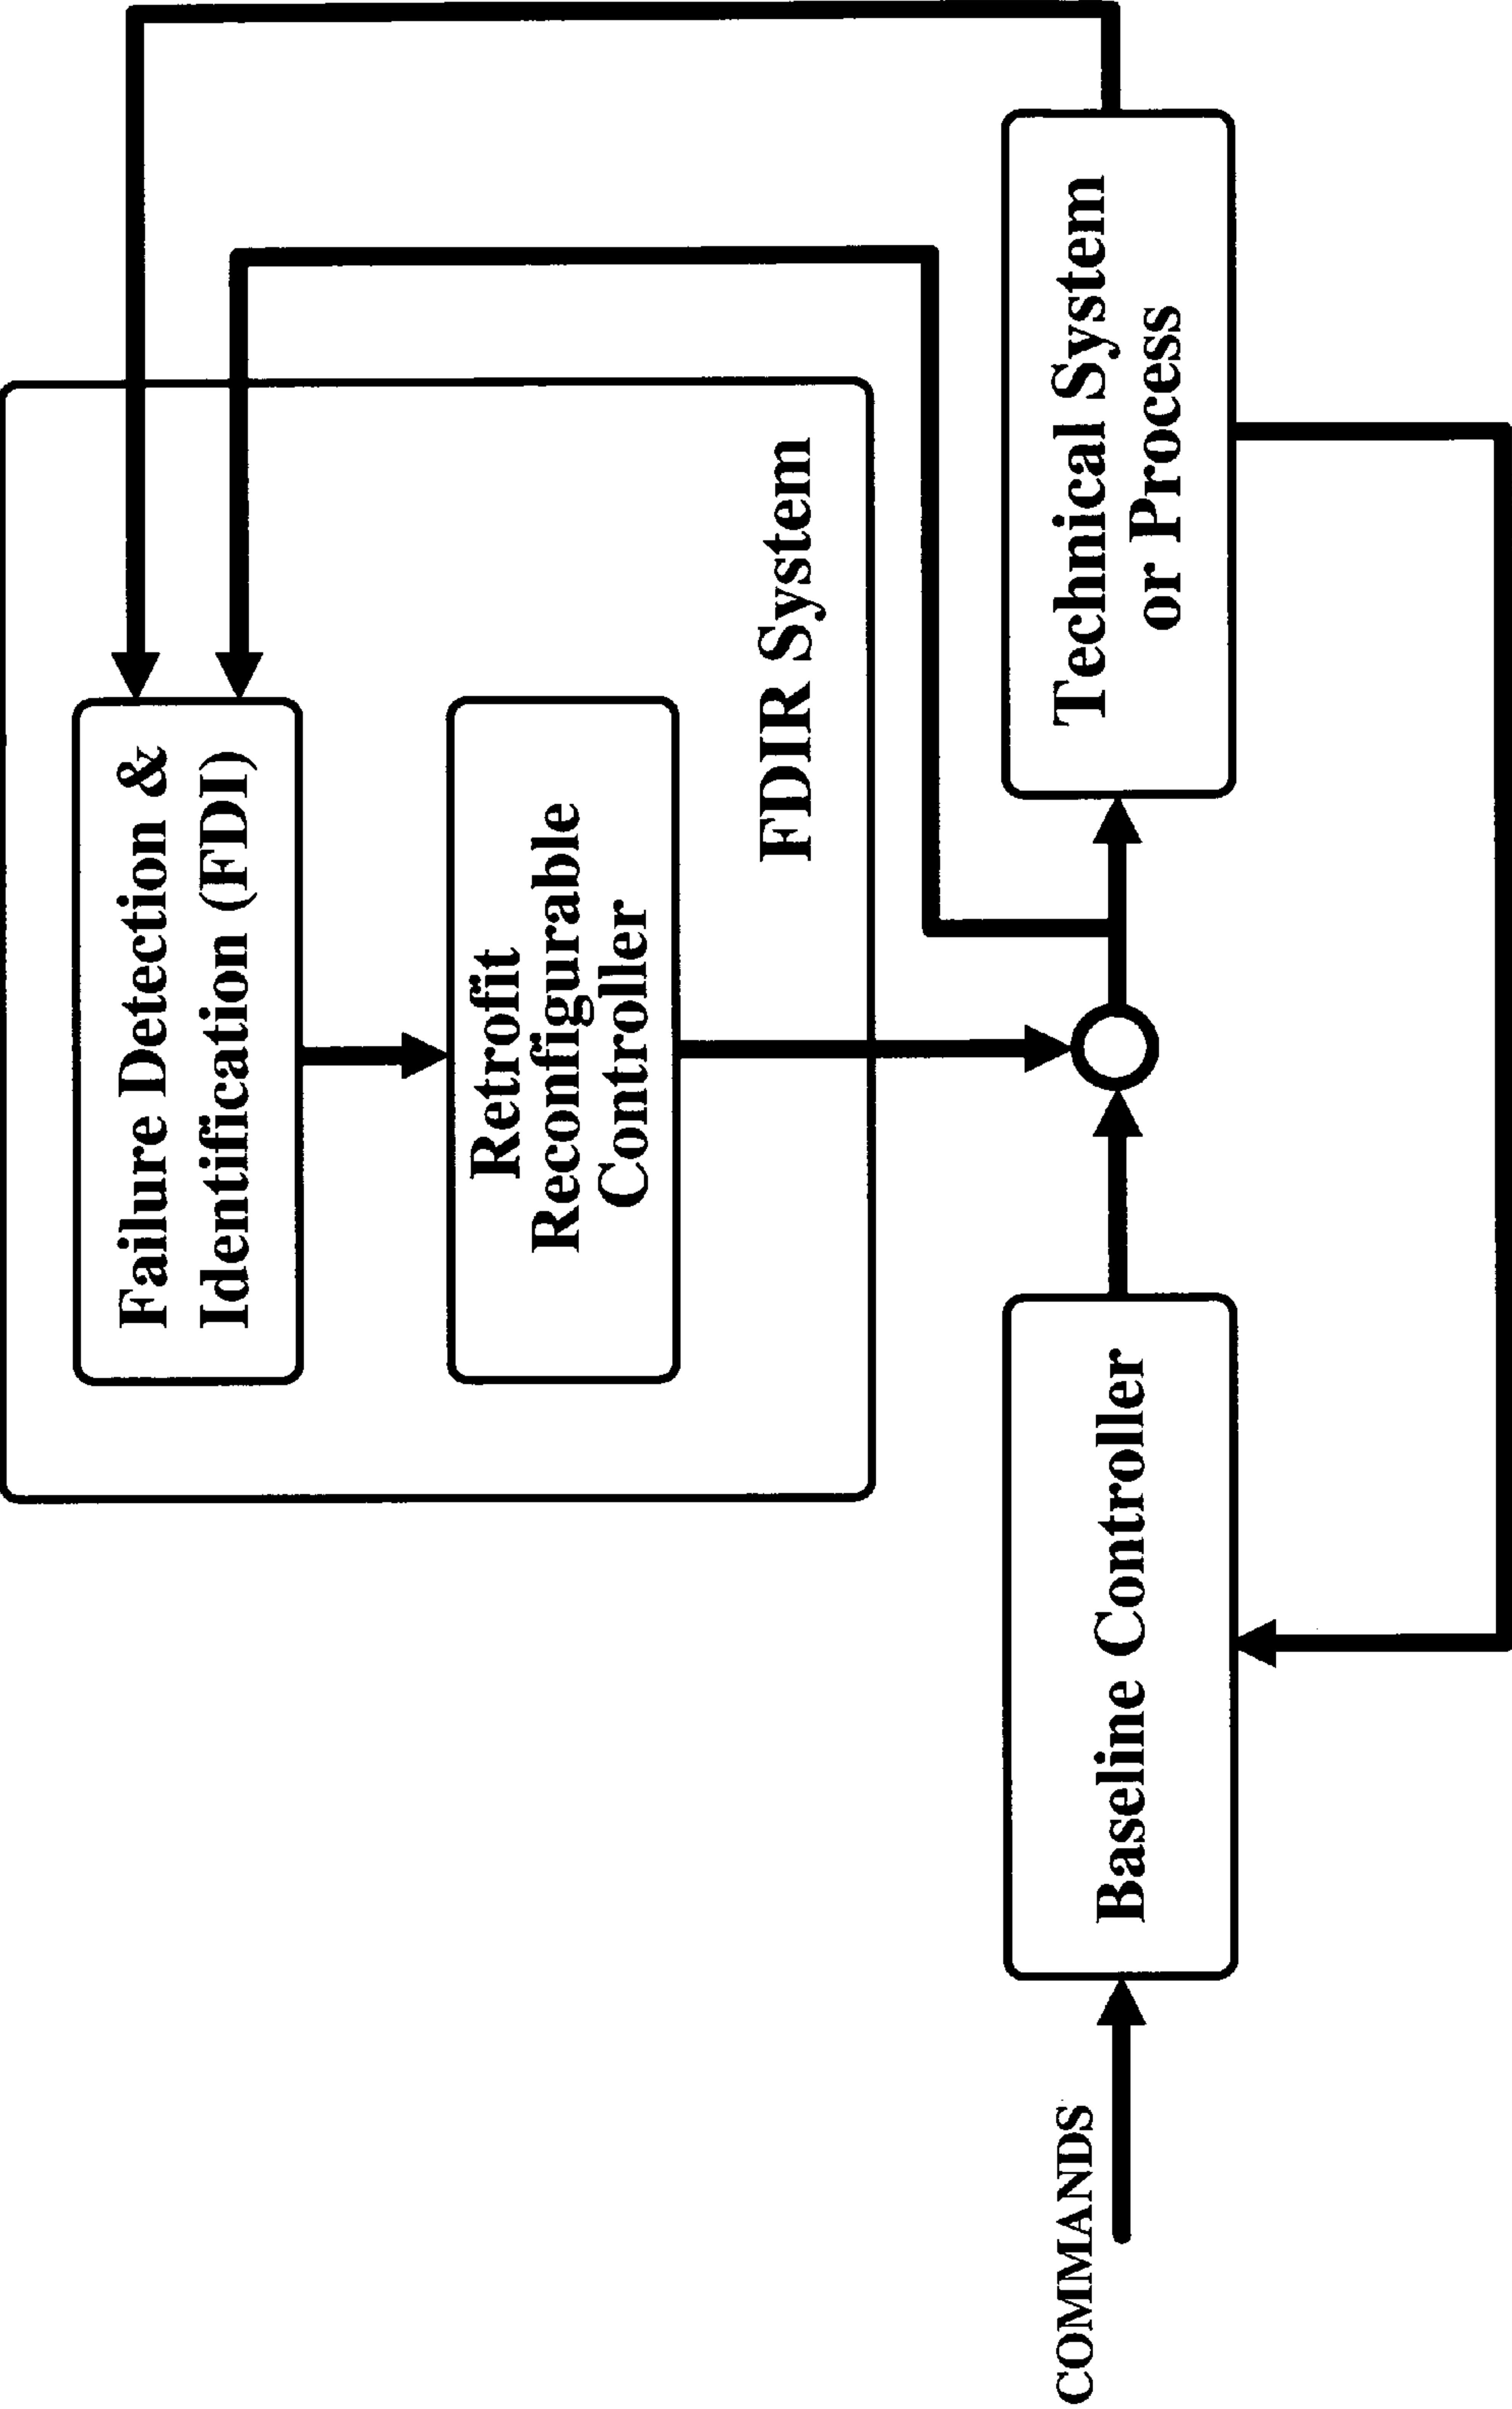 Failure Detection &
Identification (FDI)
Retrofit
Reconfigurable
Controller
FDIR System
COMMANDS
Baseline Controller
Technical System
or Process